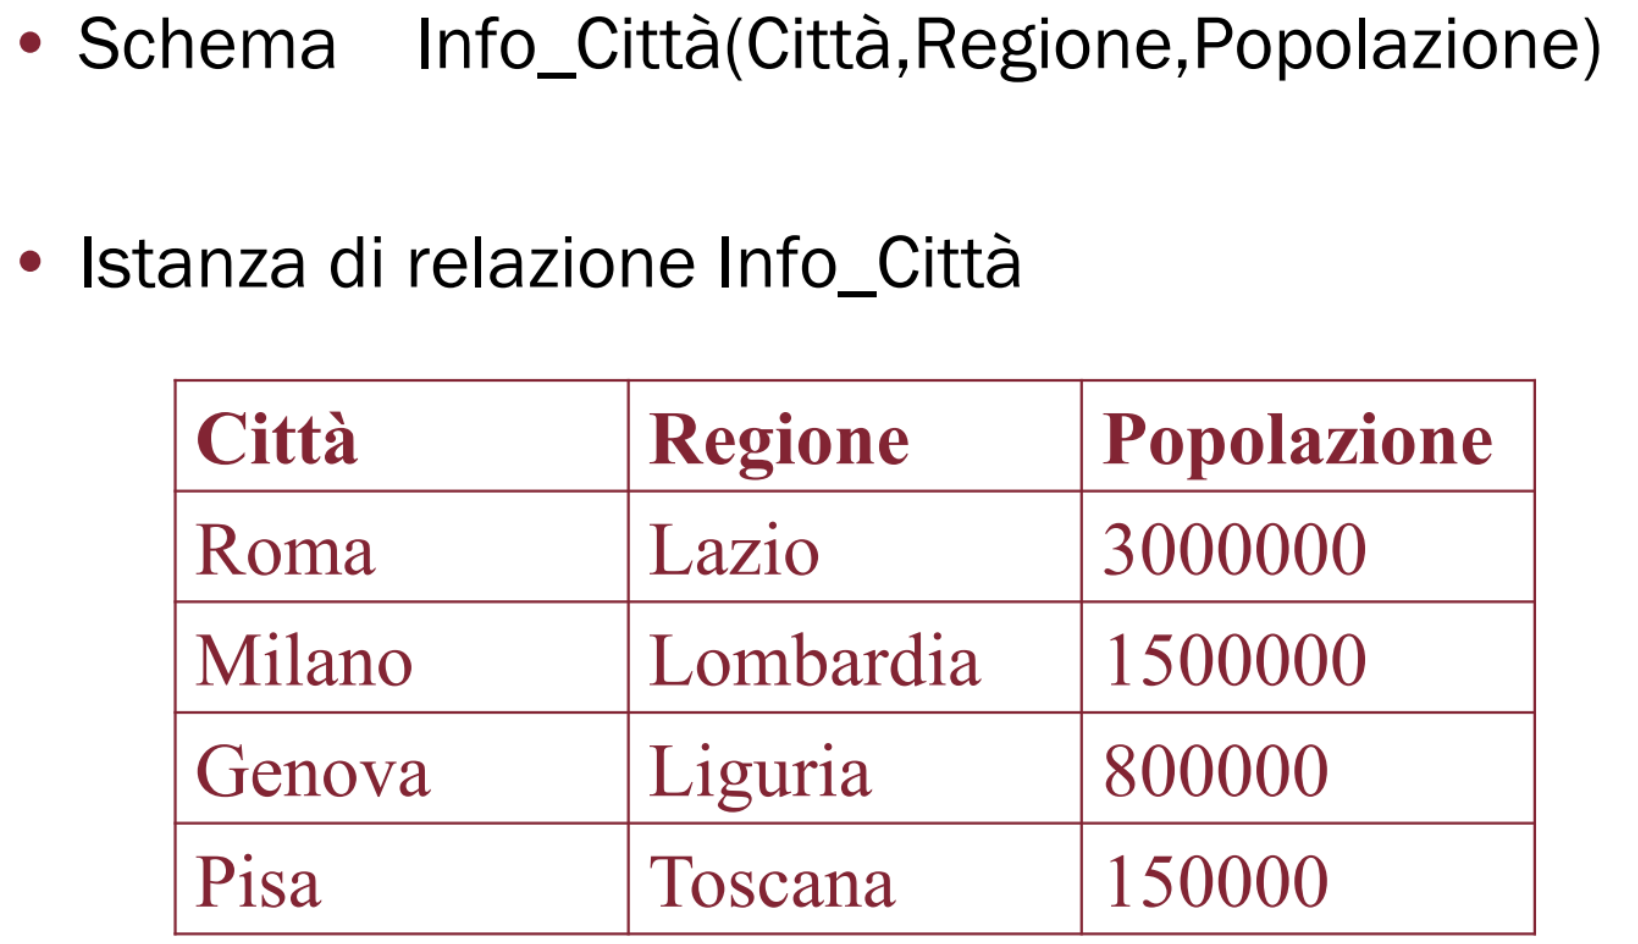 • Schema Info_Città(Città,Regione,Popolazione)
• Istanza di relazione Info_Città
Città Regione Popolazione
Roma Lazio 3000000
Milano Lombardia 1500000
Genova Liguria 800000
Pisa Toscana 150000